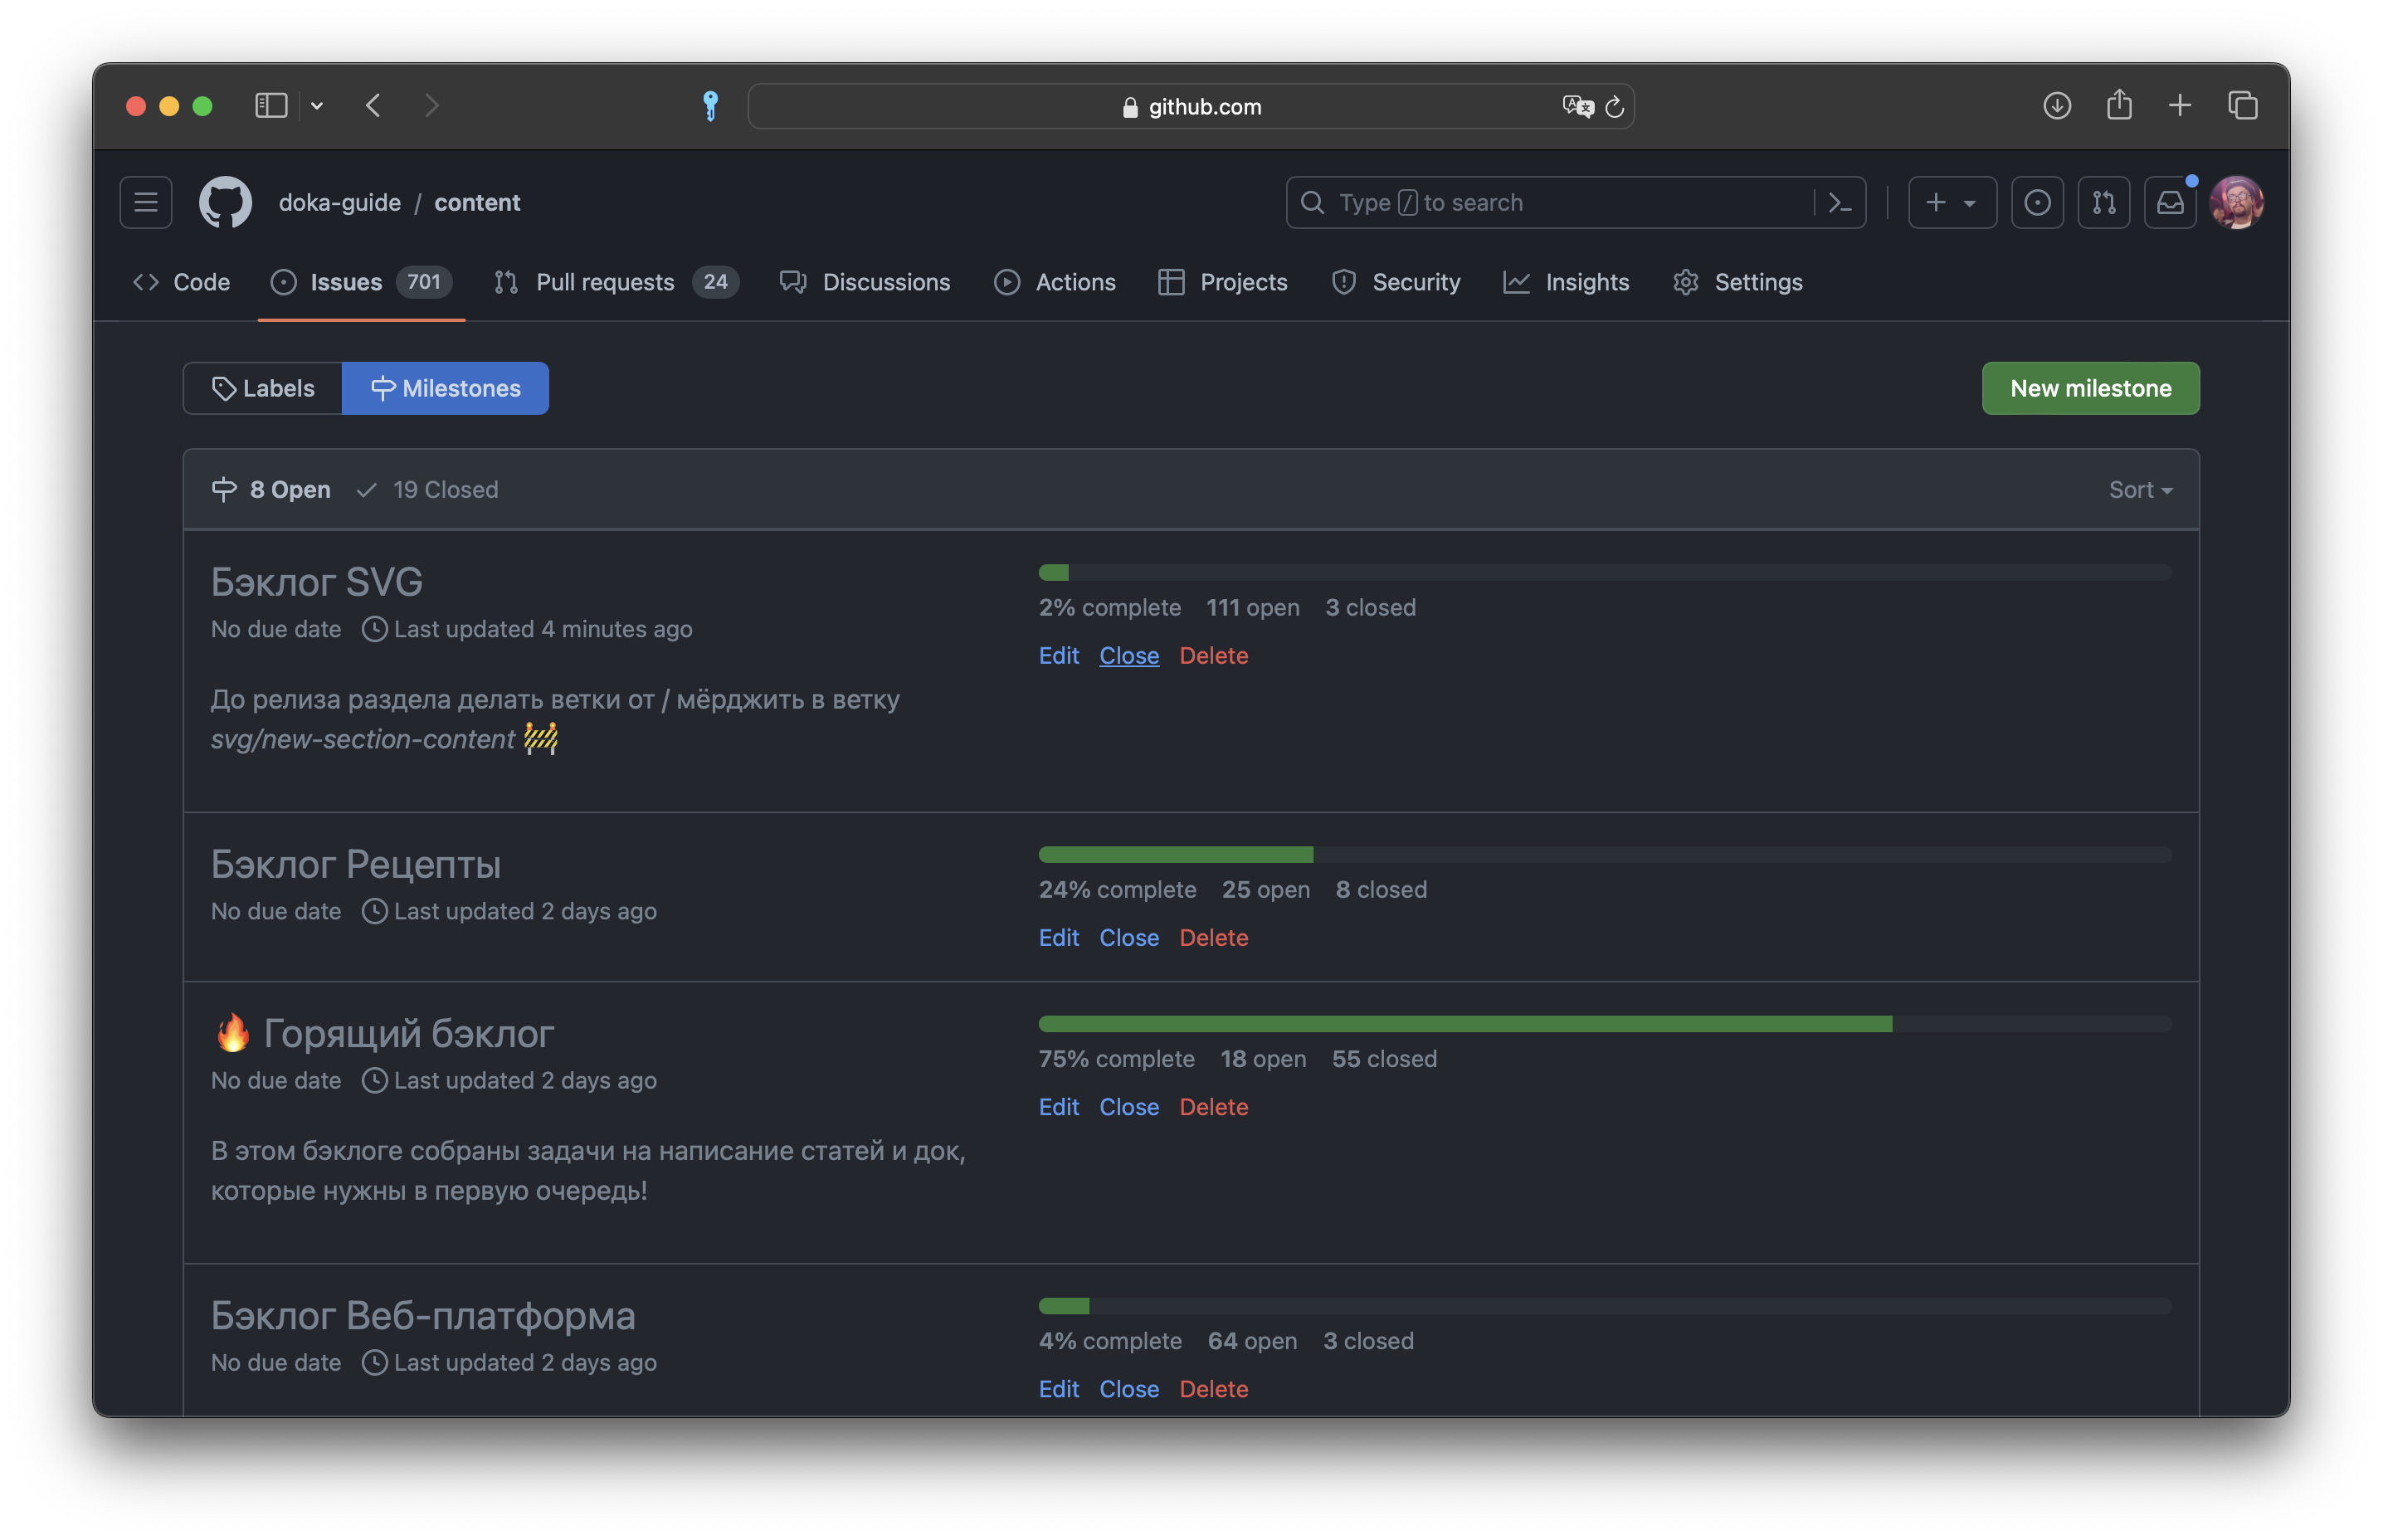 github.com
doka-guide / content
Type / to search
Code Issues 701 Pull requests 24 Discussions Actions Projects Security Insights Settings
Labels Milestones New milestone
8 Open 19 Closed Sort
Бэклог SVG
No due date Last updated 4 minutes ago
До релиза раздела делать ветки от / мёрджить в ветку
svg/new-section-content 🚧
2% complete 111 open 3 closed
Edit Close Delete
Бэклог Рецепты
No due date Last updated 2 days ago
24% complete 25 open 8 closed
Edit Close Delete
🔥 Горящий бэклог
No due date Last updated 2 days ago
В этом бэклоге собраны задачи на написание статей и док,
которые нужны в первую очередь!
75% complete 18 open 55 closed
Edit Close Delete
Бэклог Веб-платформа
No due date Last updated 2 days ago
4% complete 64 open 3 closed
Edit Close Delete